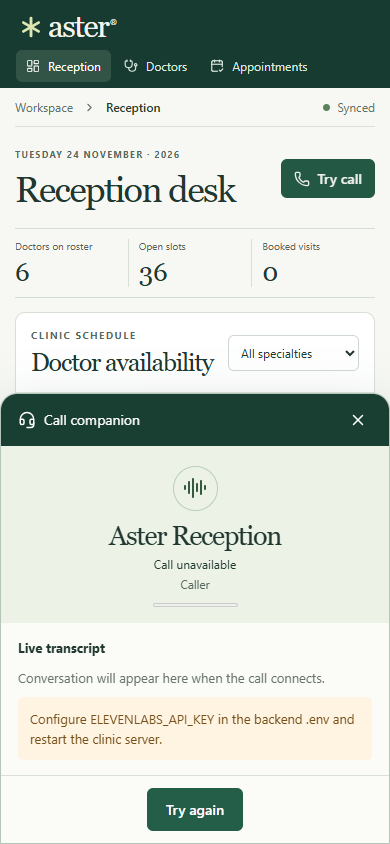 aster®
Reception Doctors Appointments
Workspace > Reception Synced
TUESDAY 24 NOVEMBER · 2026
Reception desk
Try call
Doctors on roster Open slots Booked visits
6 36 0
CLINIC SCHEDULE
Doctor availability
All specialties
Call companion
Aster Reception
Call unavailable
Caller
Live transcript
Conversation will appear here when the call connects.
Configure ELEVENLABS_API_KEY in the backend .env and
restart the clinic server.
Try again